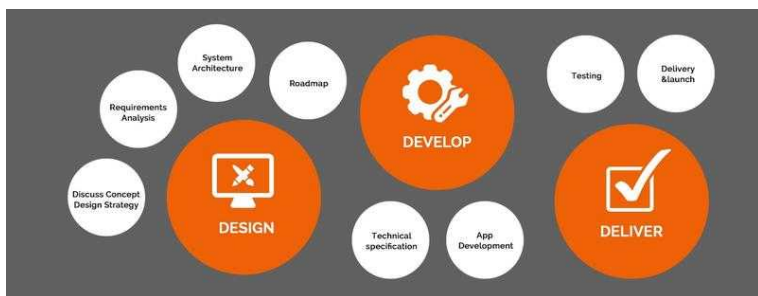 Discuss Concept
Design Strategy
Requirements
Analysis
System
Architecture
Roadmap
DESIGN
DEVELOP
Technical
specification
App
Development
Testing
Delivery
&launch
DELIVER